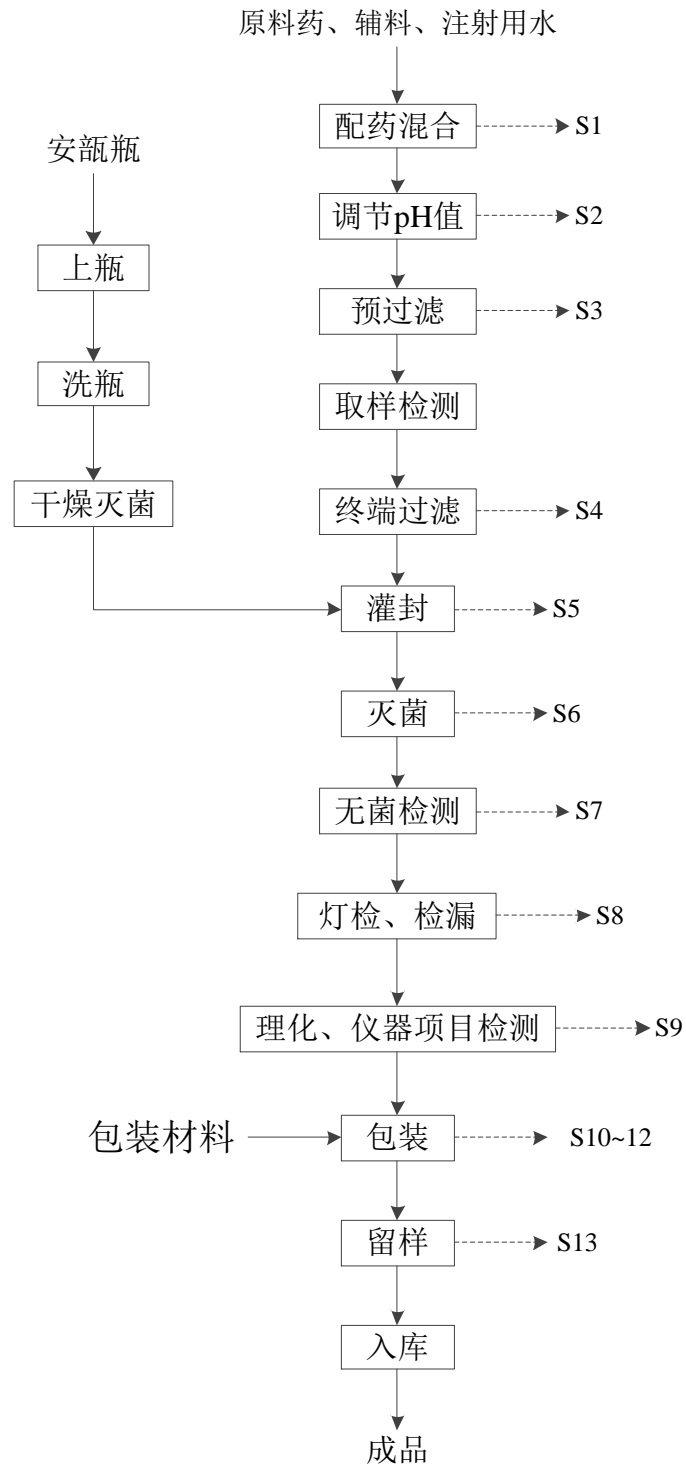 原料药、辅料、注射用水
配药混合
S1
安瓿瓶
调节pH值
S2
上瓶
预过滤
S3
洗瓶
取样检测
干燥灭菌
终端过滤
S4
灌封
S5
灭菌
S6
无菌检测
S7
灯检、检漏
S8
理化、仪器项目检测
S9
包装材料
包装
S10~12
留样
S13
入库
成品